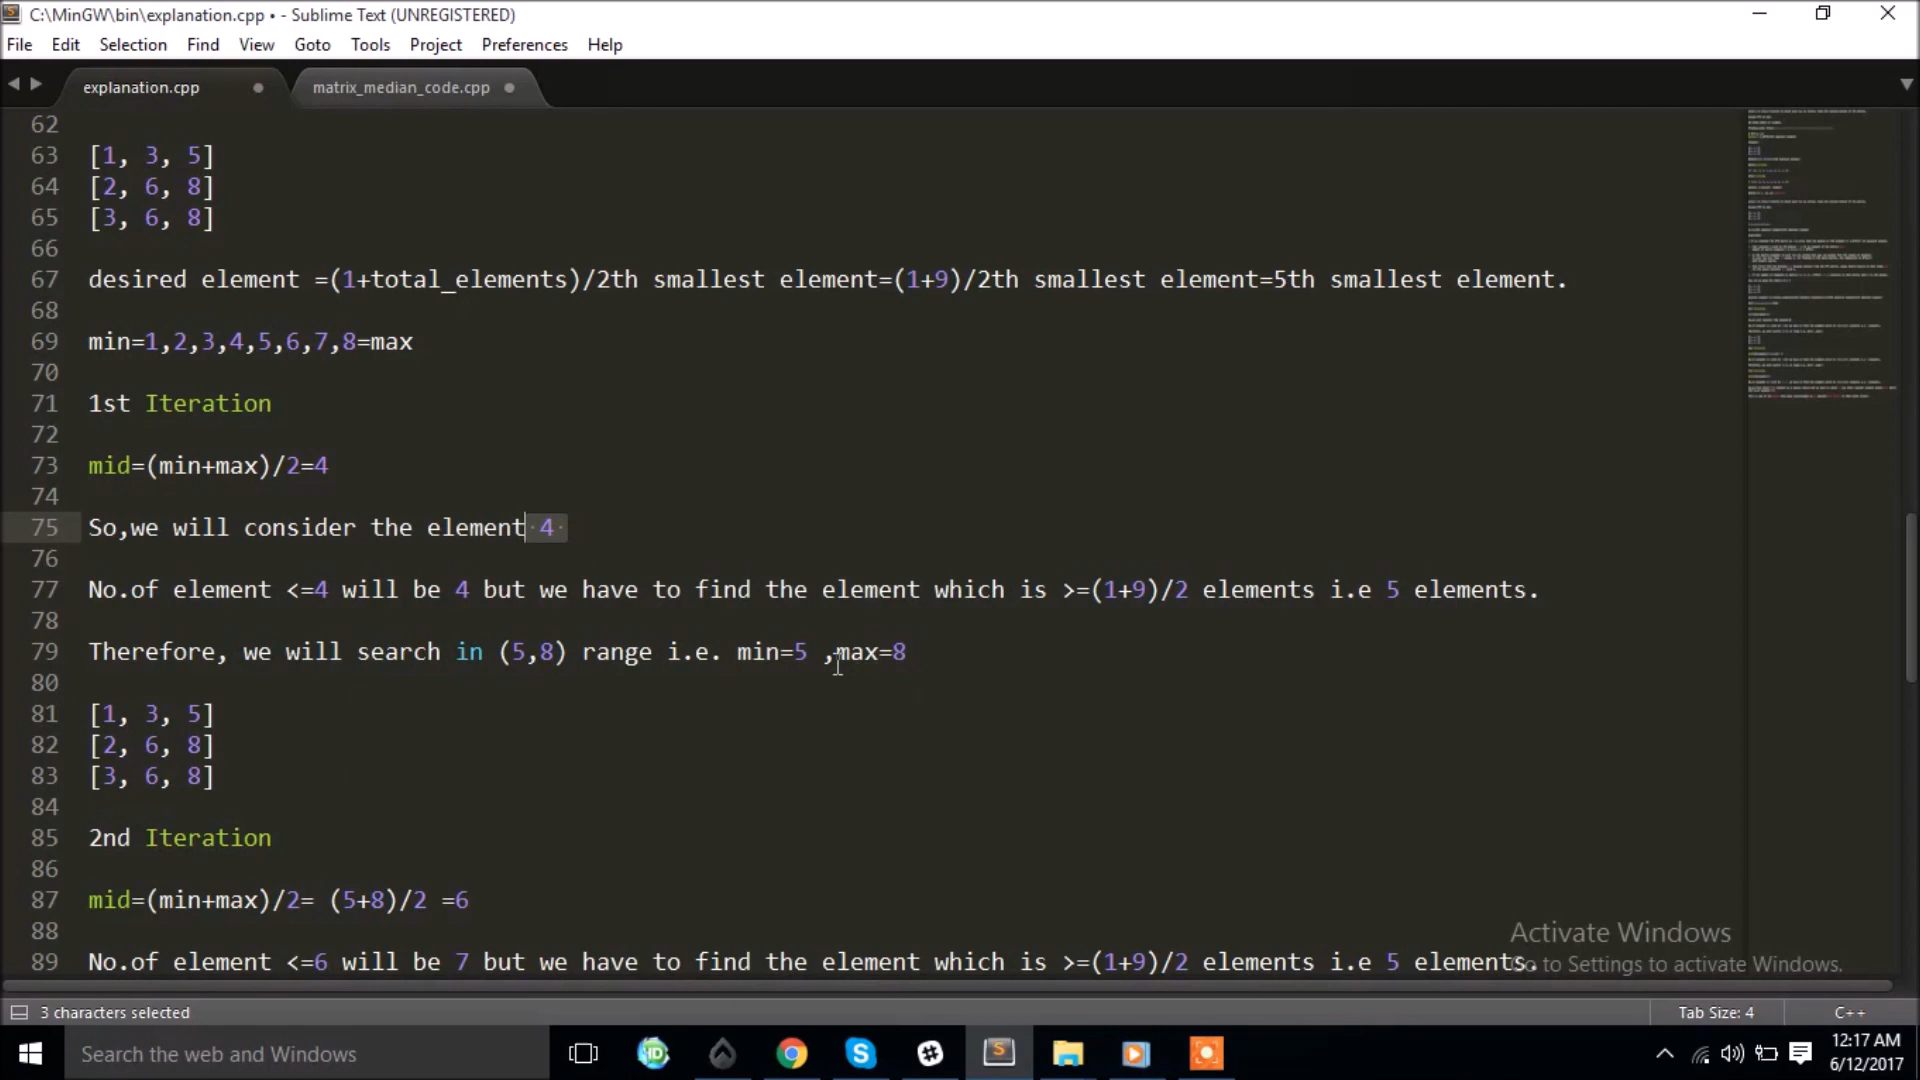 C:\MinGW\bin\explanation.cpp • - Sublime Text (UNREGISTERED)
File Edit Selection Find View Goto Tools Project Preferences Help
explanation.cpp matrix_median_code.cpp
62
63 [1, 3, 5]
64 [2, 6, 8]
65 [3, 6, 8]
66
67 desired element =(1+total_elements)/2th smallest element=(1+9)/2th smallest element=5th smallest element.
68
69 min=1,2,3,4,5,6,7,8=max
70
71 1st Iteration
72
73 mid=(min+max)/2=4
74
75 So,we will consider the element 4
76
77 No.of element <=4 will be 4 but we have to find the element which is >=(1+9)/2 elements i.e 5 elements.
78
79 Therefore, we will search in (5,8) range i.e. min=5 ,max=8
80
81 [1, 3, 5]
82 [2, 6, 8]
83 [3, 6, 8]
84
85 2nd Iteration
86
87 mid=(min+max)/2= (5+8)/2 =6
88
89 No.of element <=6 will be 7 but we have to find the element which is >=(1+9)/2 elements i.e 5 elements.
Activate Windows
Go to Settings to activate Windows.
3 characters selected Tab Size: 4 C++
Search the web and Windows
12:17 AM
6/12/2017